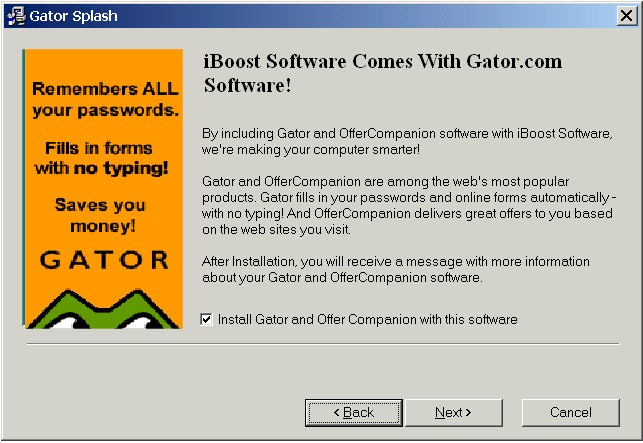 Gator Splash
Remembers ALL
your passwords.
Fills in forms
with no typing!
Saves you
money!
GATOR
iBoost Software Comes With Gator.com
Software!
By including Gator and OfferCompanion software with iBoost Software,
we're making your computer smarter!
Gator and OfferCompanion are among the web's most popular
products. Gator fills in your passwords and online forms automatically -
with no typing! And OfferCompanion delivers great offers to you based
on the web sites you visit.
After Installation, you will receive a message with more information
about your Gator and OfferCompanion software.
Install Gator and Offer Companion with this software
< Back
Next >
Cancel